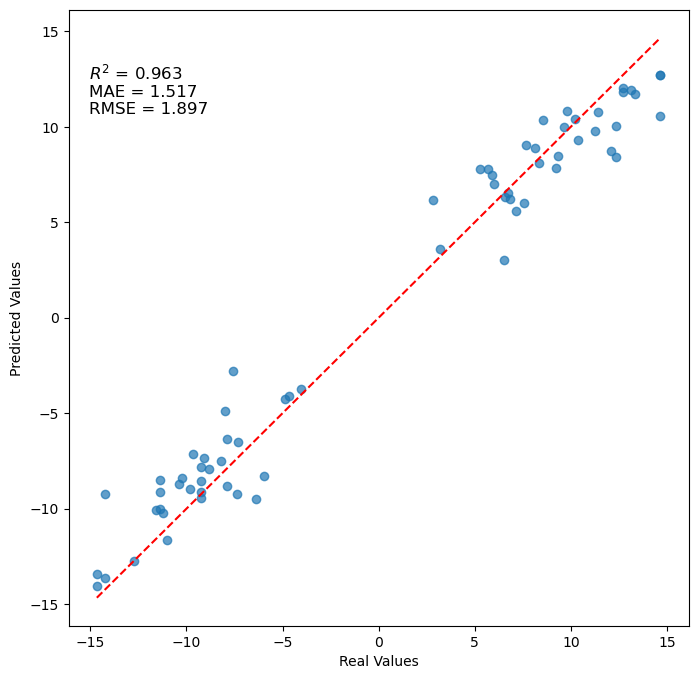 R² = 0.963
MAE = 1.517
RMSE = 1.897
15
10
5
0
−5
−10
−15
Predicted Values
−15 −10 −5 0 5 10 15
Real Values